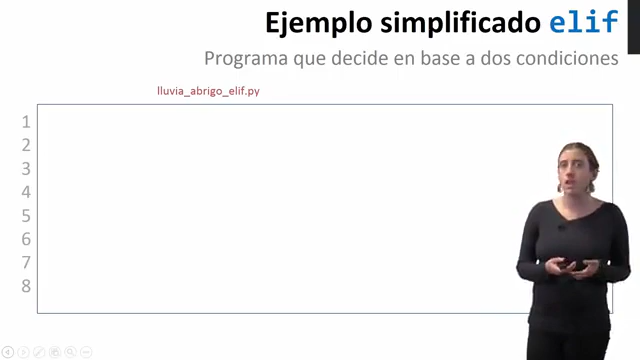 Ejemplo simplificado elif
Programa que decide en base a dos condiciones
lluvia_abrigo_elif.py
1
2
3
4
5
6
7
8